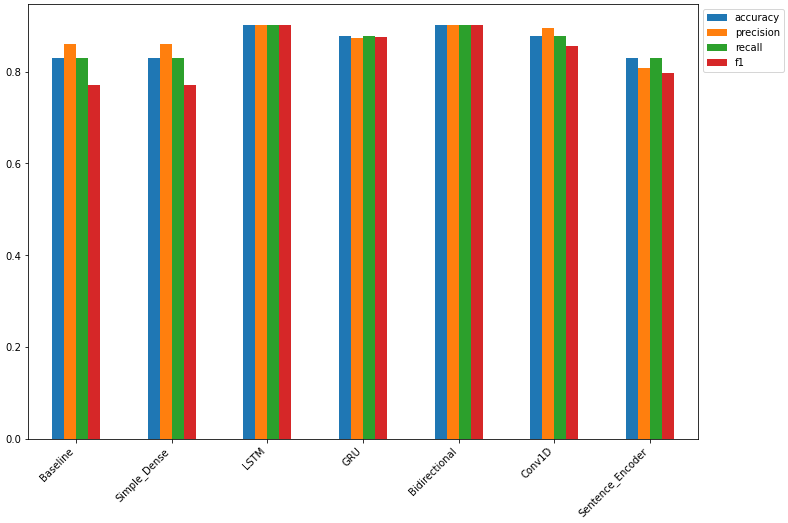 accuracy
precision
recall
f1
0.8
0.6
0.4
0.2
0.0
Baseline
Simple_Dense
LSTM
GRU
Bidirectional
Conv1D
Sentence_Encoder